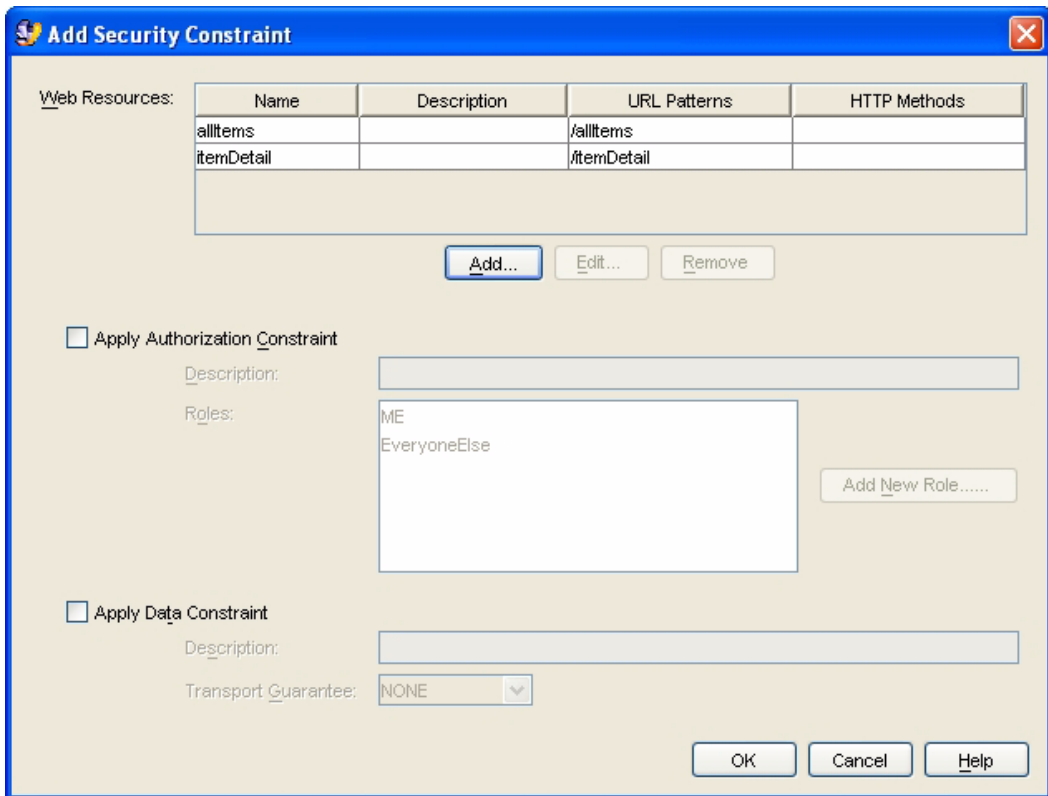 Add Security Constraint
Web Resources: Name Description URL Patterns HTTP Methods
allItems /allItems
itemDetail /itemDetail
Add... Edit... Remove
Apply Authorization Constraint
Description:
Roles: ME
EveryoneElse
Add New Role......
Apply Data Constraint
Description:
Transport Guarantee: NONE
OK Cancel Help